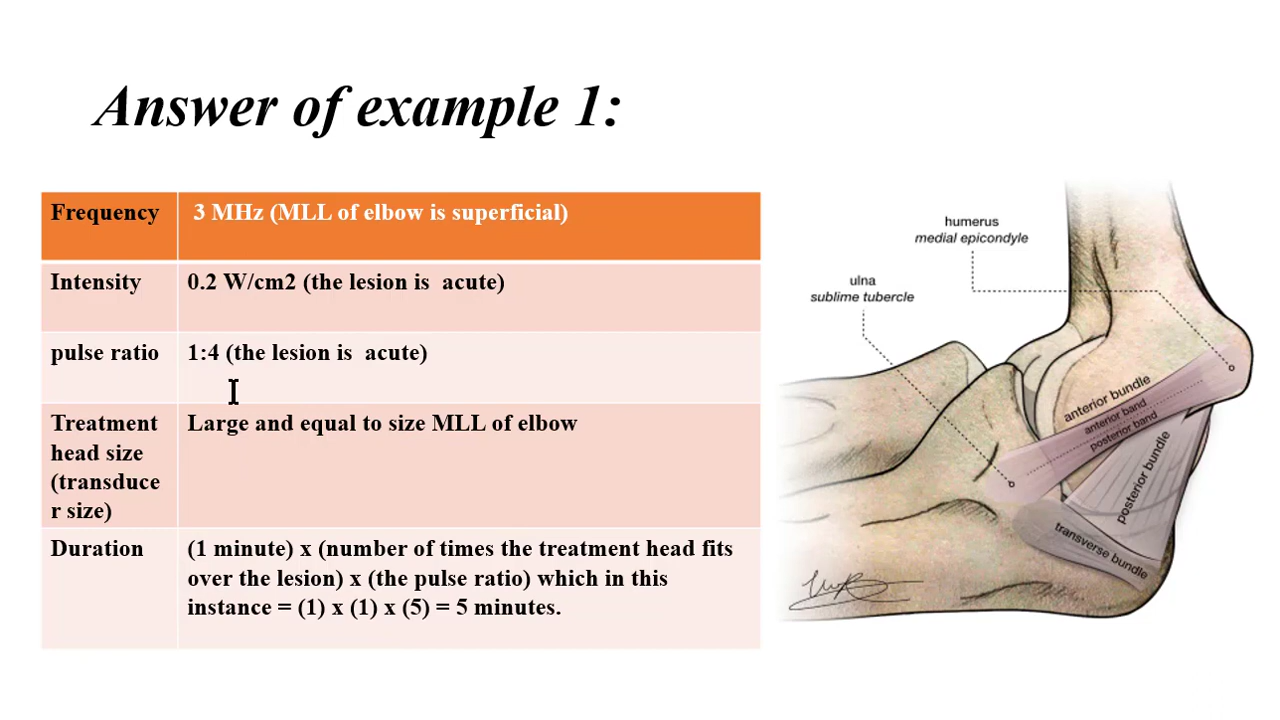 Answer of example 1:
Frequency
3 MHz (MLL of elbow is superficial)
Intensity
0.2 W/cm2 (the lesion is  acute)
pulse ratio
1:4 (the lesion is  acute)
Treatment
head size
(transduce
r size)
Large and equal to size MLL of elbow
Duration
(1 minute) x (number of times the treatment head fits
over the lesion) x (the pulse ratio) which in this
instance = (1) x (1) x (5) = 5 minutes.
humerus
medial epicondyle
ulna
sublime tubercle
anterior bundle
anterior band
posterior band
posterior bundle
transverse bundle